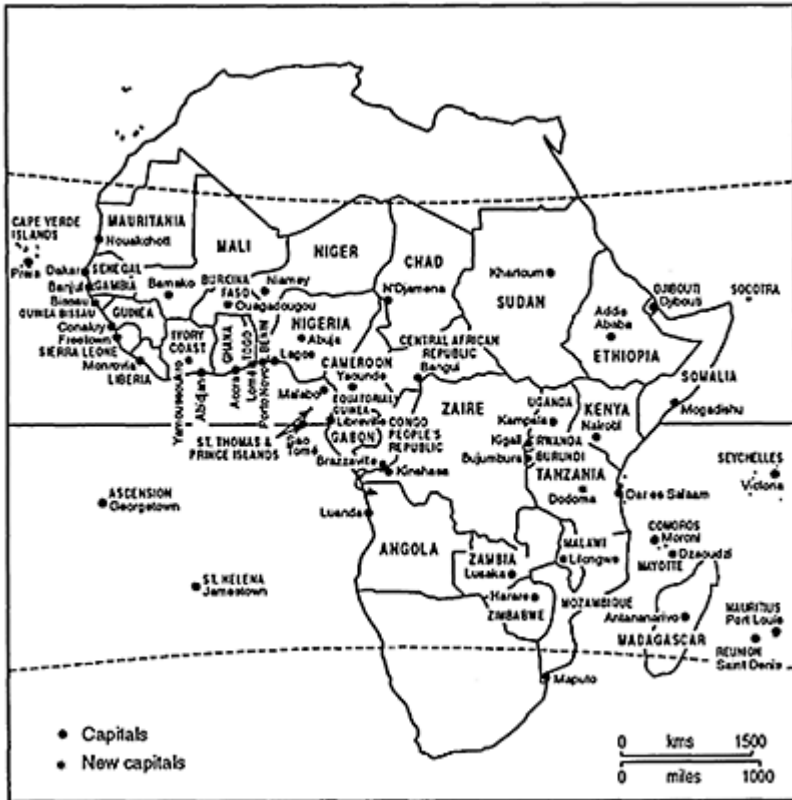 CAPE VERDE
ISLANDS
Praia
MAURITANIA
Nouakchott
MALI
NIGER
CHAD
N'Djamena
Khartoum
SUDAN
DJIBOUTI
Djibouti
SOCOTRA
Dakar
SENEGAL
Banjul
GAMBIA
Bissau
GUINEA BISSAU
GUINEA
Conakry
Freetown
SIERRA LEONE
Monrovia
LIBERIA
Bamako
BURCINA
FASO
Ouagadougou
Niamey
IVORY
COAST
GHANA
TOGO
BENIN
Yamoussoukro
Abidjan
Accra
Lome
Porto Novo
NIGERIA
Abuja
Lagos
CAMEROON
Yaounde
CENTRAL AFRICAN
REPUBLIC
Bangui
Addis
Ababa
ETHIOPIA
SOMALIA
Mogadishu
Malabo
EQUATORIAL
GUINEA
Libreville
GABON
ST. THOMAS &
PRINCE ISLANDS
Sao
Tomé
CONGO
PEOPLE'S
REPUBLIC
Brazzaville
Kinshasa
ZAIRE
UGANDA
Kampala
KENYA
Nairobi
Kigali
RWANDA
Bujumbura
BURUNDI
TANZANIA
Dodoma
Dar es Salaam
SEYCHELLES
Victoria
ASCENSION
Georgetown
Luanda
ANGOLA
ZAMBIA
Lusaka
MALAWI
Lilongwe
COMOROS
Moroni
Dzaoudzi
MAYOTTE
ST. HELENA
Jamestown
Harare
ZIMBABWE
MOZAMBIQUE
Antananarivo
MADAGASCAR
MAURITIUS
Port Louie
REUNION
Saint Denis
Maputo
Capitals
New capitals
0 kms 1500
0 miles 1000